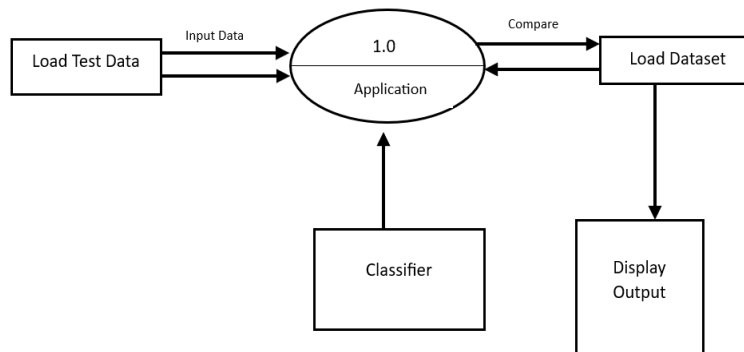 Load Test Data
Input Data
1.0
Application
Compare
Load Dataset
Classifier
Display
Output